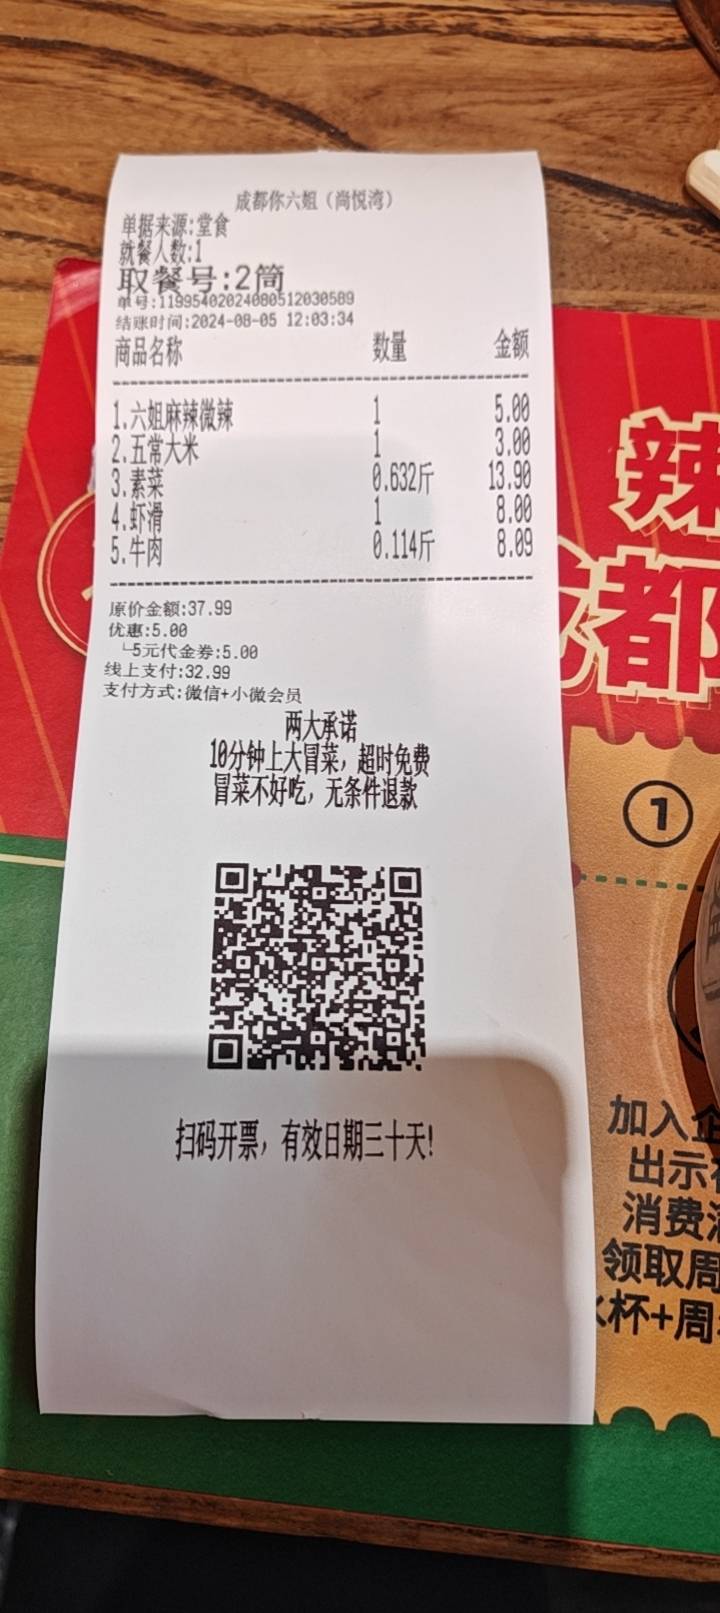 成都你六姐（尚悦湾）
单据来源:堂食
就餐人数:1
取餐号:2筒
单号:11995402024080512030589
结账时间:2024-08-05 12:03:34
商品名称 数量 金额
1.六姐麻辣微辣 1 5.00
2.五常大米 1 3.00
3.素菜 0.632斤 13.90
4.虾滑 1 8.00
5.牛肉 0.114斤 8.09
原价金额:37.99
优惠:5.00
└5元代金券:5.00
线上支付:32.99
支付方式:微信+小微会员
两大承诺
10分钟上大冒菜，超时免费
冒菜不好吃，无条件退款
扫码开票，有效日期三十天!
辣
都
1
加入企
出示
消费满
领取周
水杯+周